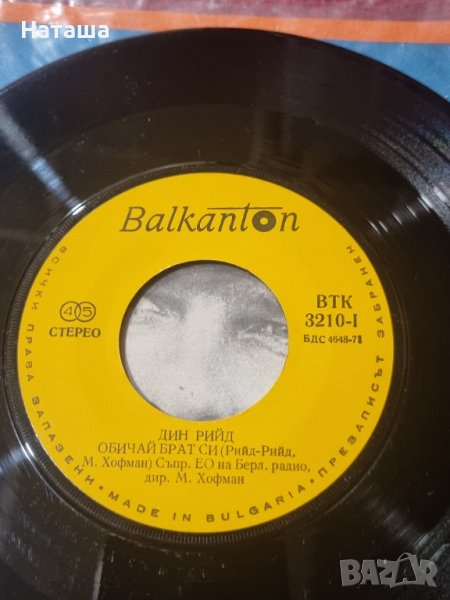 Наташа
Balkanton
ВСИЧКИ ПРАВА ЗАПАЗЕНИ • MADE IN BULGARIA • ПРЕЗАПИСЪТ ЗАБРАНЕН
45
СТЕРЕО
ВТК
3210-I
БДС 4648-71
ДИН РИЙД
ОБИЧАЙ БРАТ СИ (Рийд-Рийд,
М. Хофман) Съпр. ЕО на Берл. радио,
дир. М. Хофман
BAZAR